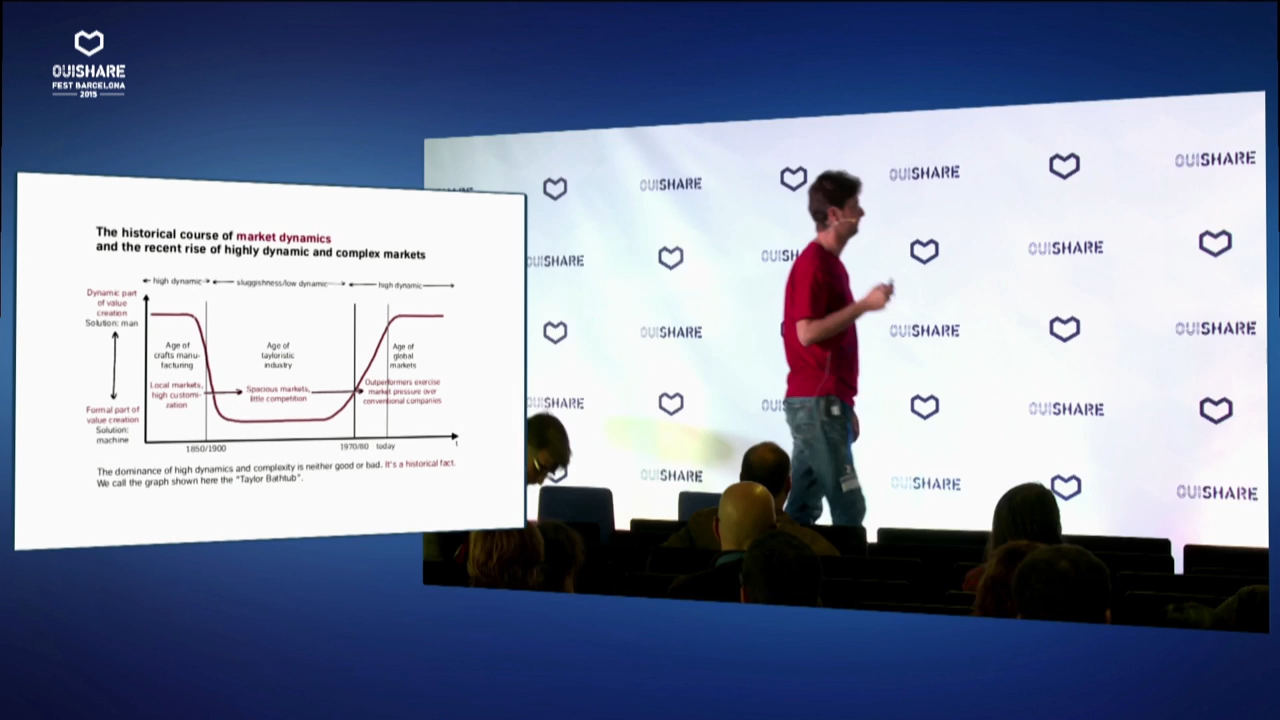 OUISHARE
FEST BARCELONA
2015
The historical course of market dynamics
and the recent rise of highly dynamic and complex markets
high dynamic
sluggishness/low dynamic
high dynamic
Dynamic part
of value
creation
Solution: man
Formal part of
value creation
Solution:
machine
Age of
crafts manu-
facturing
Age of
tayloristic
industry
Age of
global
markets
Local markets,
high customi-
zation
Spacious markets,
little competition
Outperformers exercise
market pressure over
conventional companies
1850/1900
1970/80
today
t
The dominance of high dynamics and complexity is neither good or bad. It's a historical fact.
We call the graph shown here the "Taylor Bathtub".
OUISHARE
OUISHARE
OUISHARE
OUISHARE
OUISH
OUISHARE
OUISHARE
OUISHARE
OUISHARE
OUISHARE
OUISHARE
OUI
OUISHARE
OUISHARE
OUISHARE
OUISHARE